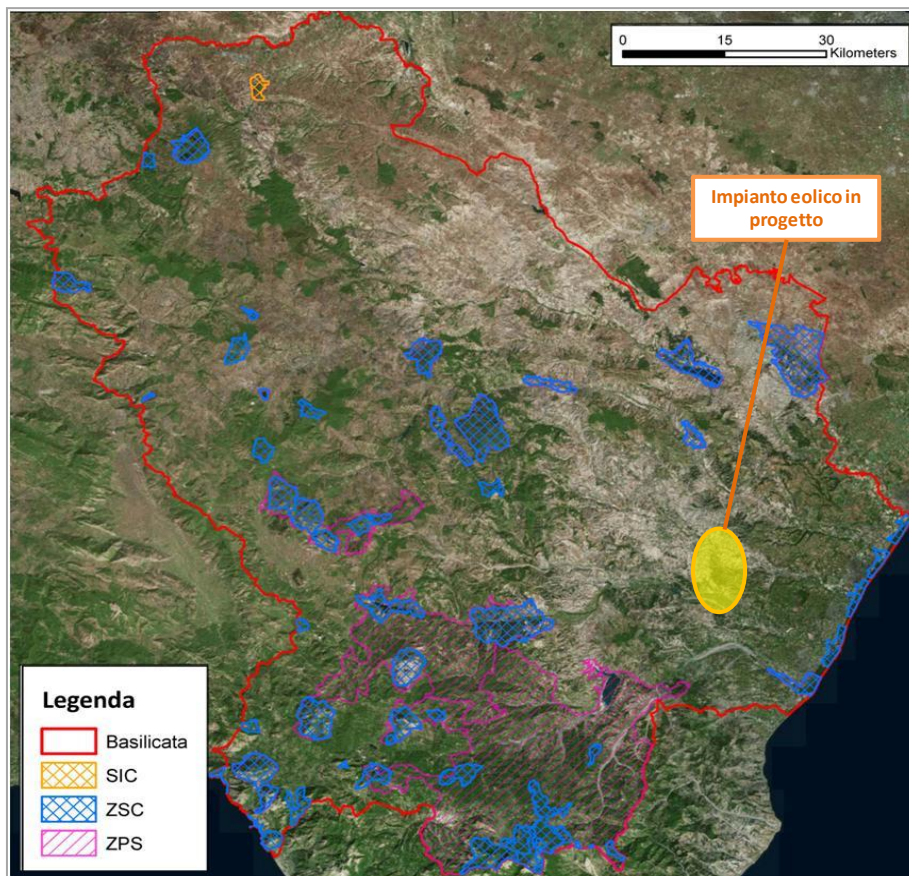 0 15 30
Kilometers
Impianto eolico in
progetto
Legenda
Basilicata
SIC
ZSC
ZPS